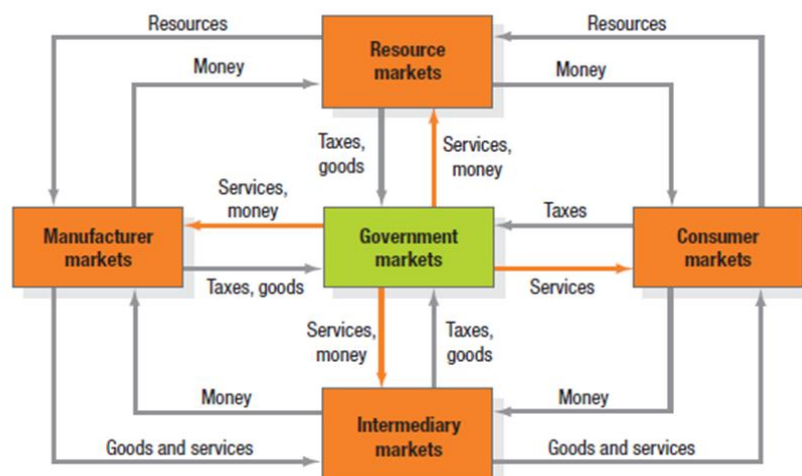 Resources
Resources
Resource
markets
Money
Money
Taxes,
goods
Services,
money
Services,
money
Taxes
Manufacturer
markets
Government
markets
Consumer
markets
Taxes, goods
Services
Services,
money
Taxes,
goods
Money
Money
Intermediary
markets
Goods and services
Goods and services